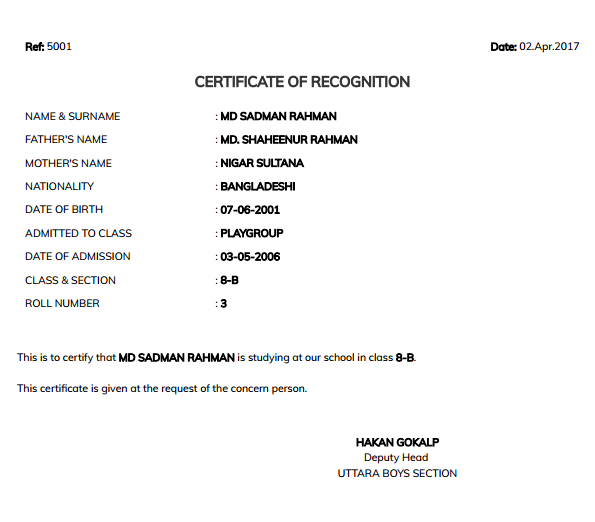 Ref: 5001 Date: 02.Apr.2017
CERTIFICATE OF RECOGNITION
NAME & SURNAME : MD SADMAN RAHMAN
FATHER'S NAME : MD. SHAHEENUR RAHMAN
MOTHER'S NAME : NIGAR SULTANA
NATIONALITY : BANGLADESHI
DATE OF BIRTH : 07-06-2001
ADMITTED TO CLASS : PLAYGROUP
DATE OF ADMISSION : 03-05-2006
CLASS & SECTION : 8-B
ROLL NUMBER : 3
This is to certify that MD SADMAN RAHMAN is studying at our school in class 8-B.
This certificate is given at the request of the concern person.
HAKAN GOKALP
Deputy Head
UTTARA BOYS SECTION